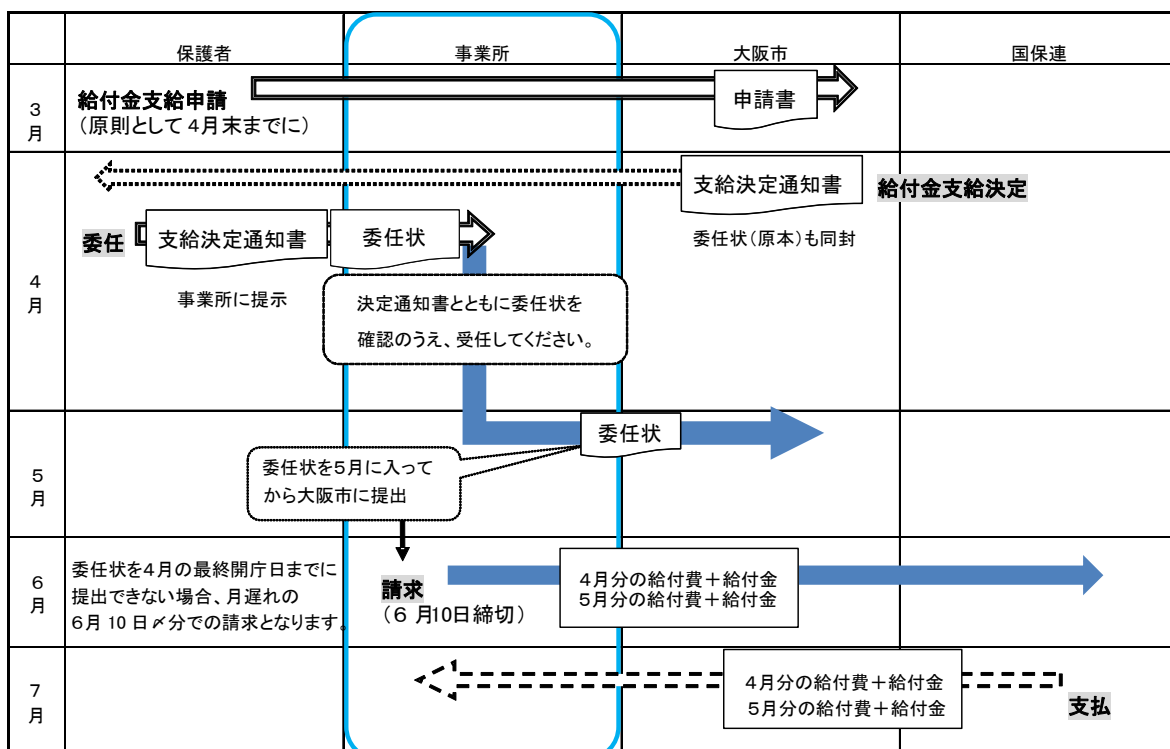 保護者
事業所
大阪市
国保連
3
月
給付金支給申請
（原則として4月末までに）
申請書
4
月
支給決定通知書
給付金支給決定
委任状（原本）も同封
委任
支給決定通知書
委任状
事業所に提示
決定通知書とともに委任状を
確認のうえ、受任してください。
5
月
委任状
委任状を5月に入って
から大阪市に提出
6
月
委任状を4月の最終開庁日までに
提出できない場合、月遅れの
6月10日〆分での請求となります。
請求
（6月10日締切）
4月分の給付費＋給付金
5月分の給付費＋給付金
7
月
4月分の給付費＋給付金
5月分の給付費＋給付金
支払